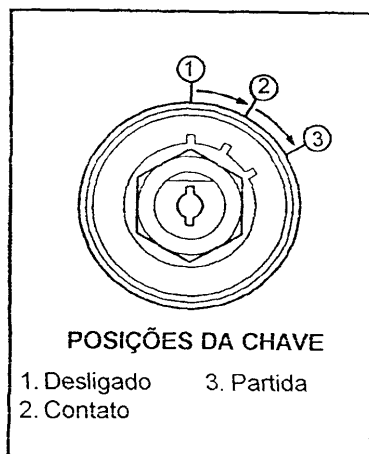 1
2
3
POSIÇÕES DA CHAVE
1. Desligado 3. Partida
2. Contato